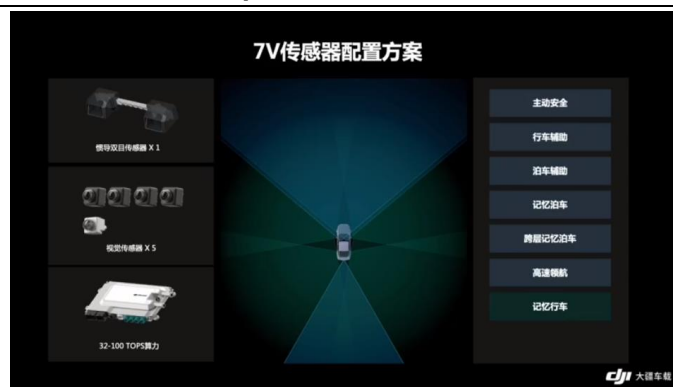 7V传感器配置方案
惯导双目传感器 X 1
视觉传感器 X 5
32-100 TOPS算力
主动安全
行车辅助
泊车辅助
记忆泊车
跨层记忆泊车
高速领航
记忆行车
dji 大疆车载